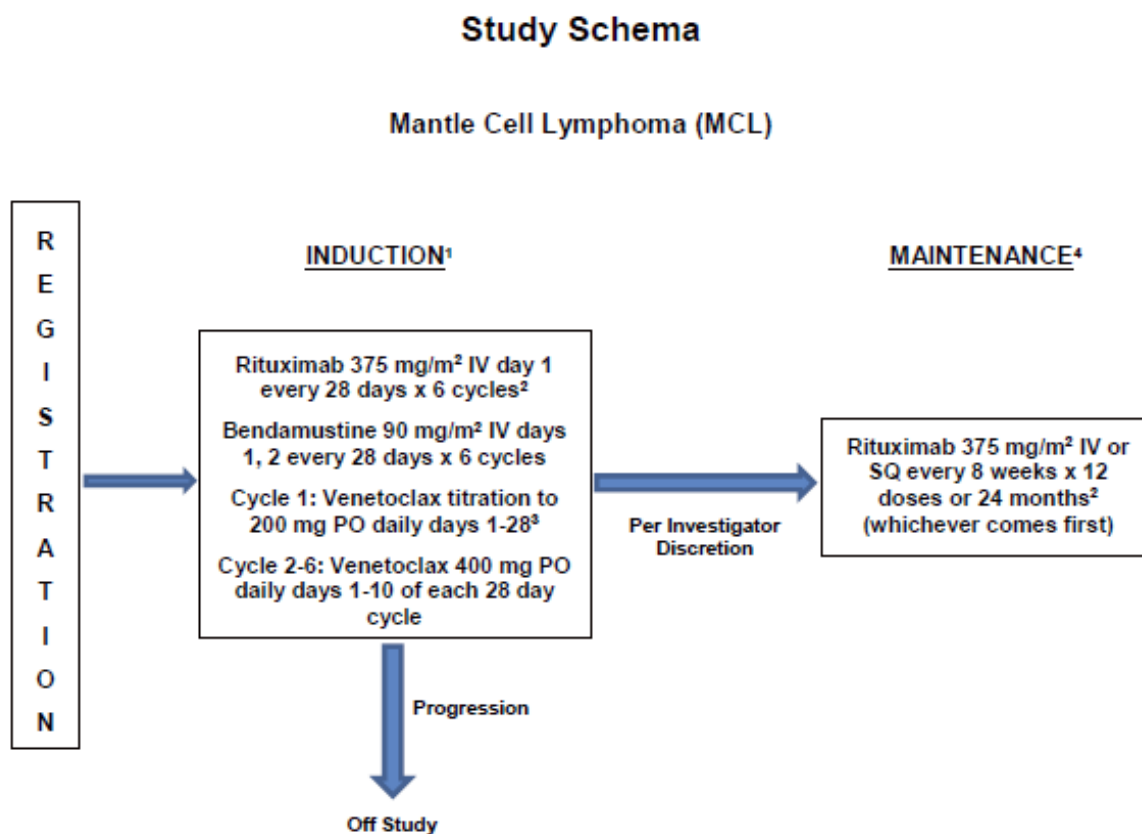 Study Schema
Mantle Cell Lymphoma (MCL)
R
E
G
I
S
T
R
A
T
I
O
N
INDUCTION¹
Rituximab 375 mg/m² IV day 1
every 28 days x 6 cycles²
Bendamustine 90 mg/m² IV days
1, 2 every 28 days x 6 cycles
Cycle 1: Venetoclax titration to
200 mg PO daily days 1-28³
Cycle 2-6: Venetoclax 400 mg PO
daily days 1-10 of each 28 day
cycle
Progression
Off Study
Per Investigator
Discretion
MAINTENANCE⁴
Rituximab 375 mg/m² IV or
SQ every 8 weeks x 12
doses or 24 months²
(whichever comes first)